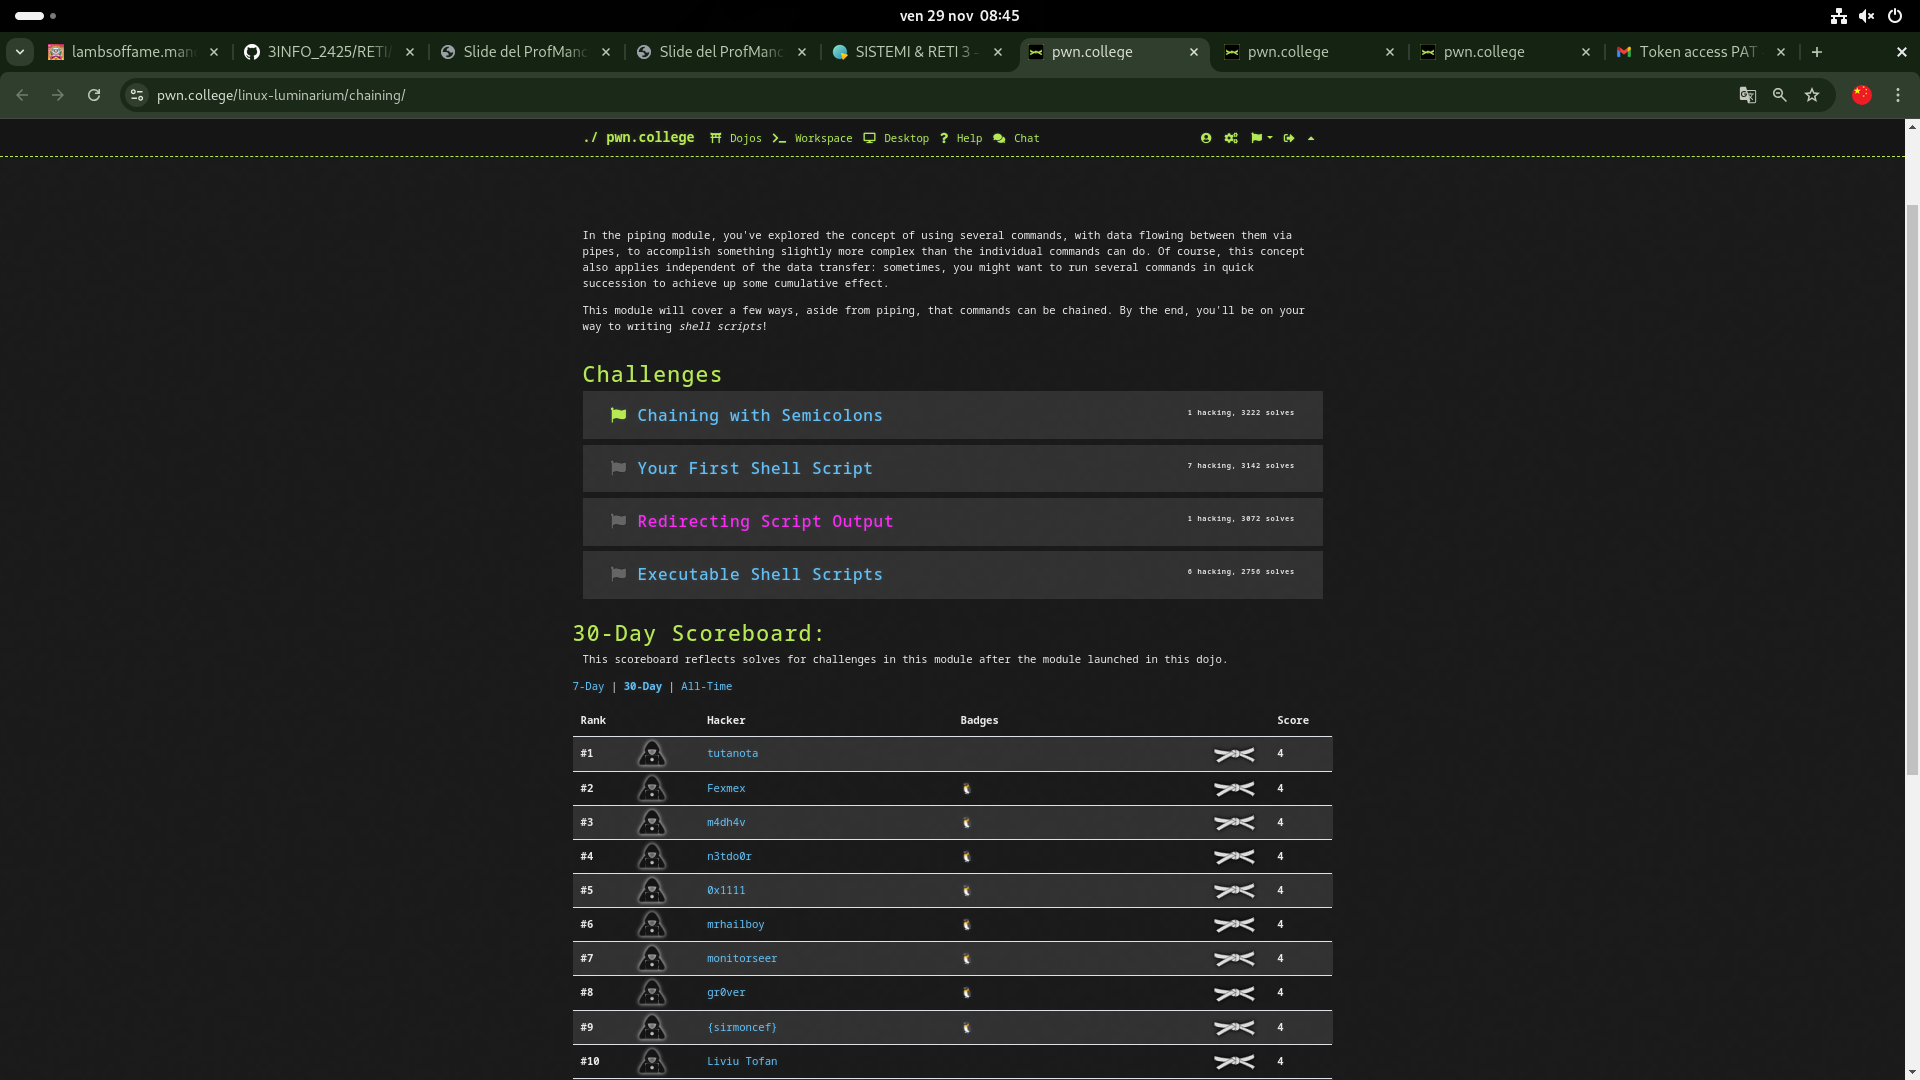 ven 29 nov 08:45
lambsoffame.man
3INFO_2425/RETI/
Slide del ProfManc
Slide del ProfManc
SISTEMI & RETI 3 -
pwn.college
pwn.college
pwn.college
Token access PAT
pwn.college/linux-luminarium/chaining/
./ pwn.college Dojos Workspace Desktop Help Chat
In the piping module, you've explored the concept of using several commands, with data flowing between them via
pipes, to accomplish something slightly more complex than the individual commands can do. Of course, this concept
also applies independent of the data transfer: sometimes, you might want to run several commands in quick
succession to achieve up some cumulative effect.
This module will cover a few ways, aside from piping, that commands can be chained. By the end, you'll be on your
way to writing shell scripts!
Challenges
Chaining with Semicolons 1 hacking, 3222 solves
Your First Shell Script 7 hacking, 3142 solves
Redirecting Script Output 1 hacking, 3072 solves
Executable Shell Scripts 6 hacking, 2756 solves
30-Day Scoreboard:
This scoreboard reflects solves for challenges in this module after the module launched in this dojo.
7-Day | 30-Day | All-Time
Rank Hacker Badges Score
#1 tutanota 4
#2 Fexmex 4
#3 m4dh4v 4
#4 n3tdo0r 4
#5 0x1111 4
#6 mrhailboy 4
#7 monitorseer 4
#8 gr0ver 4
#9 {sirmoncef} 4
#10 Liviu Tofan 4